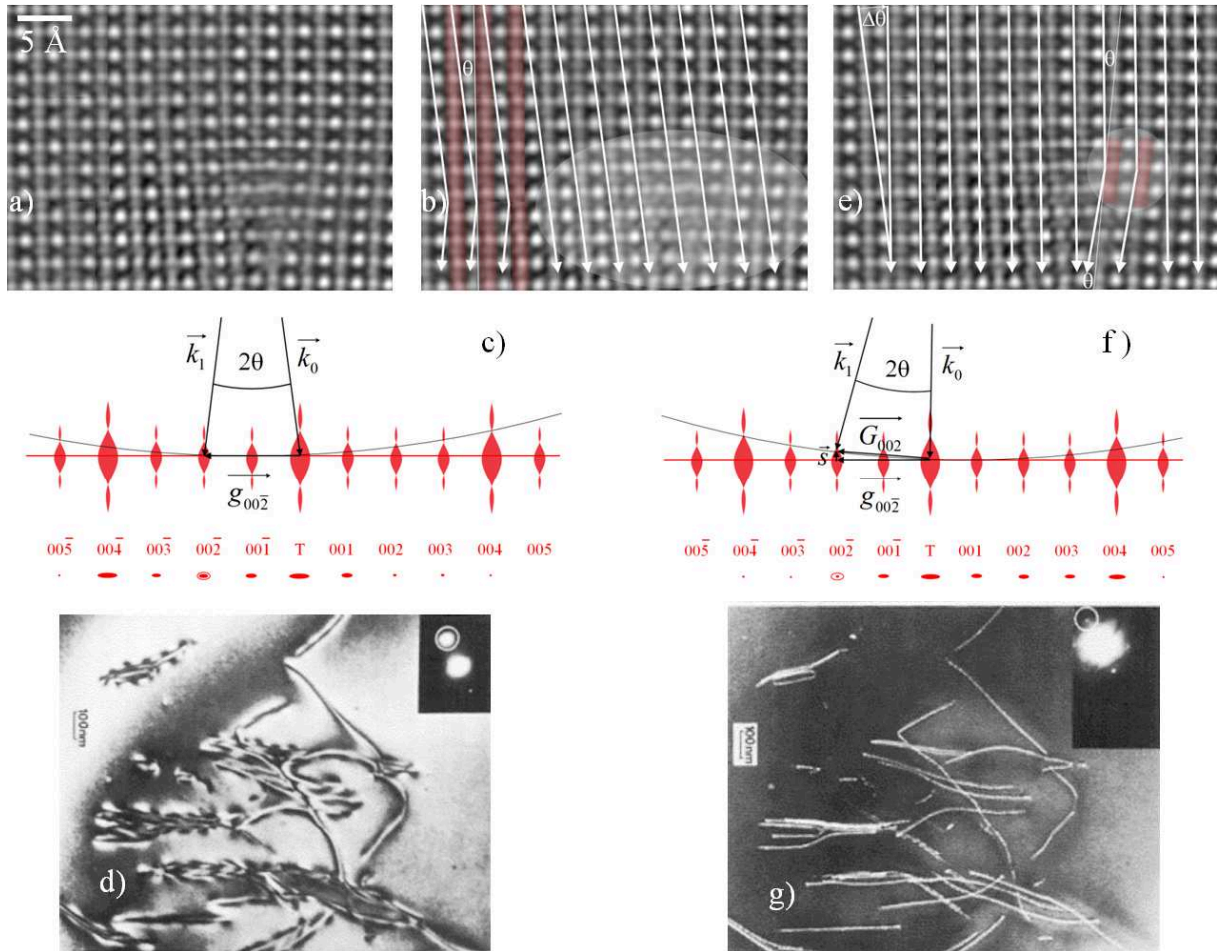 5 Å
a)
θ
b)
Δθ
θ
θ
e)
k₁
2θ
k₀
c)
g₀₀₂̄
k₁
2θ
k₀
f )
G₀₀₂
s
g₀₀₂̄
005̄ 004̄ 003̄ 002̄ 001̄ T 001 002 003 004 005
005̄ 004̄ 003̄ 002̄ 001̄ T 001 002 003 004 005
100nm
d)
100nm
g)